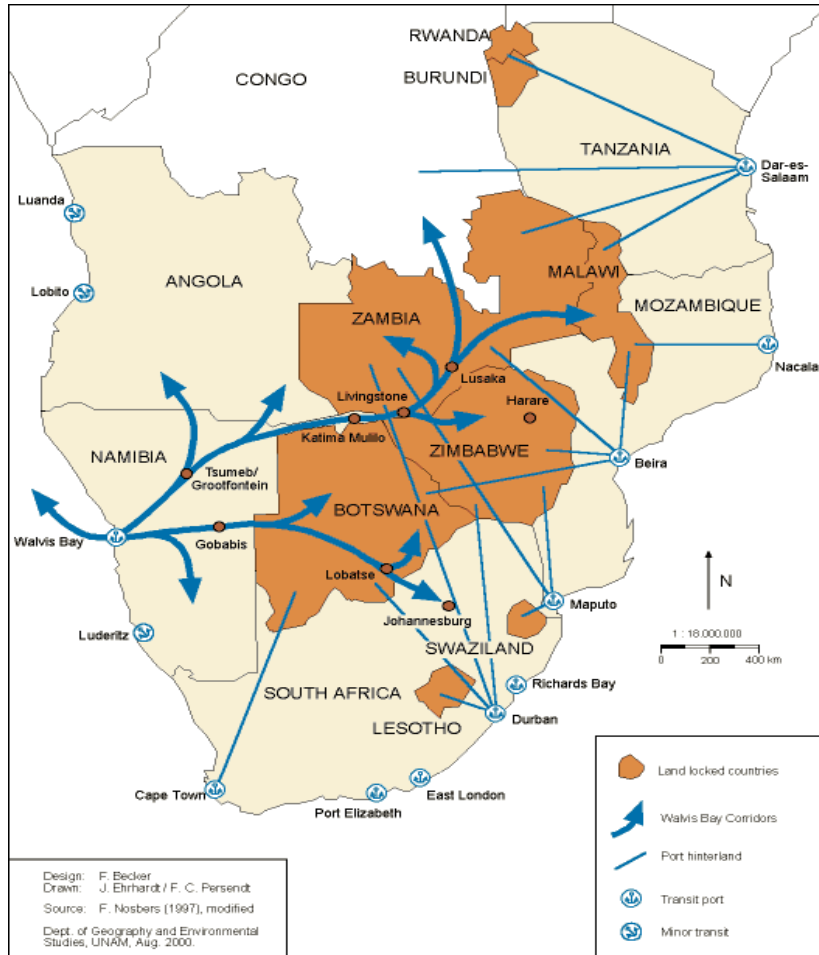 RWANDA
CONGO
BURUNDI
TANZANIA
Dar-es-
Salaam
Luanda
ANGOLA
MALAWI
Lobito
MOZAMBIQUE
ZAMBIA
Nacala
Lusaka
Livingstone
Harare
Katima Mulilo
NAMIBIA
ZIMBABWE
Beira
Tsumeb/
Grootfontein
BOTSWANA
Walvis Bay
Gobabis
Lobatse
N
Maputo
Johannesburg
1 : 18.000.000
Luderitz
SWAZILAND
0 200 400 km
Richards Bay
SOUTH AFRICA
Durban
LESOTHO
Cape Town
East London
Port Elizabeth
Land locked countries
Walvis Bay Corridors
Port hinterland
Transit port
Minor transit
Design: F. Becker
Drawn: J. Ehrhardt / F. C. Persendt
Source: F. Nosbers (1997), modified
Dept. of Geography and Environmental
Studies, UNAM, Aug. 2000.